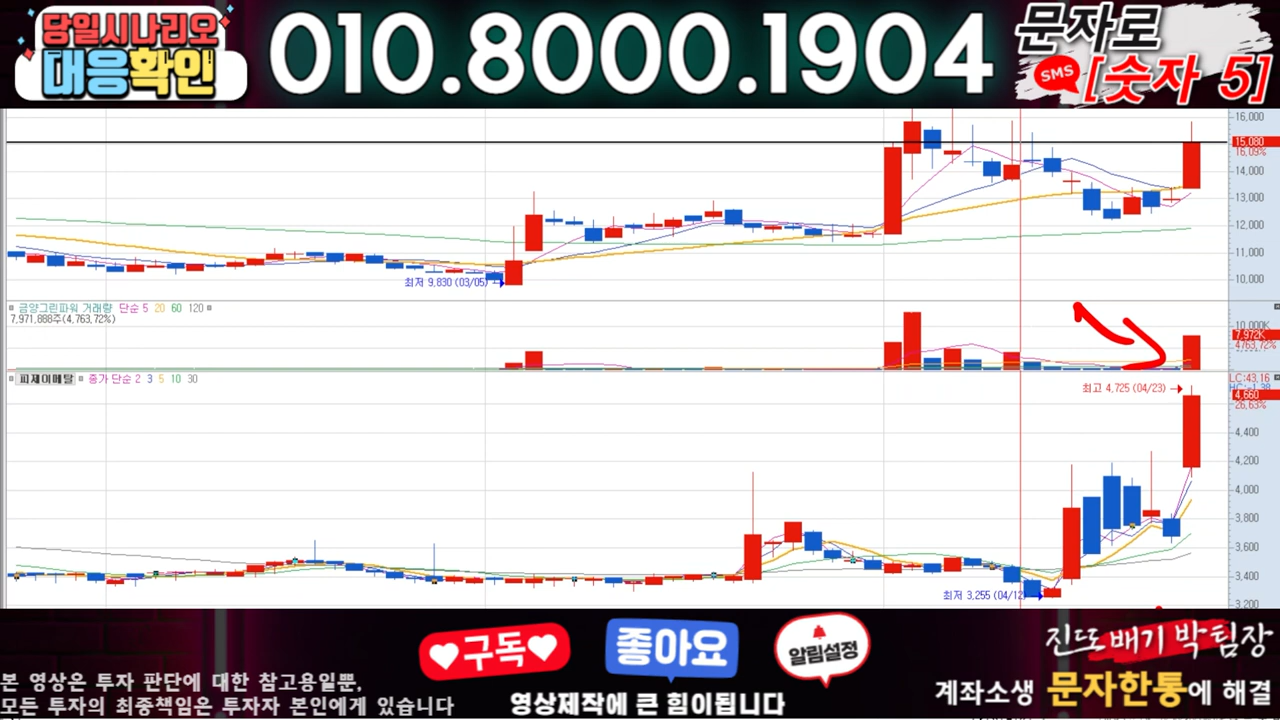 당일시나리오
대응확인
010.8000.1904
문자로
SMS [숫자 5]
16,000
15,080
16,09%
14,000
13,000
12,000
11,000
10,000
최저 9,830 (03/05)
금양그린파워 거래량 단순 5 20 60 120
7,971,888주(4,763,72%)
10,000K
7,972K
4763,72%
피제이메탈 종가 단순 2 3 5 10 30
LC:43,16
HC:-1,38
최고 4,725 (04/23)
4,660
26,63%
4,400
4,200
4,000
3,800
3,600
3,400
3,200
최저 3,255 (04/12)
구독
좋아요
알림설정
진또배기 박팀장
본 영상은 투자 판단에 대한 참고용일뿐,
모든 투자의 최종책임은 투자자 본인에게 있습니다
영상제작에 큰 힘이됩니다
계좌소생 문자한통에 해결